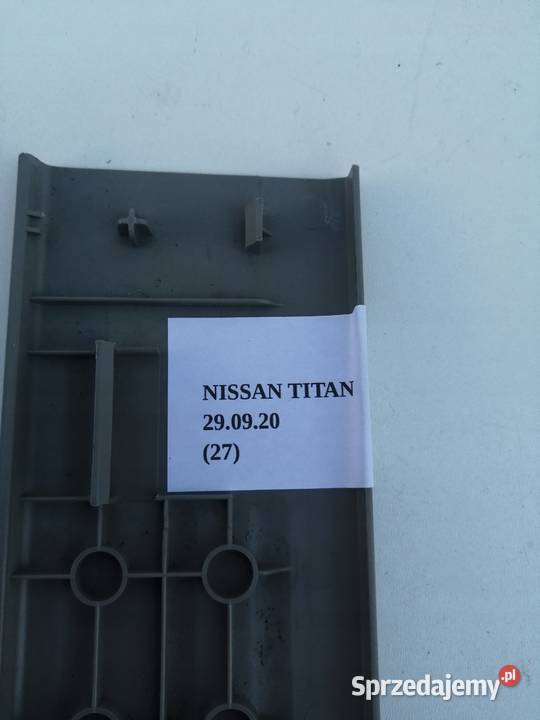 NISSAN TITAN
29.09.20
(27)
Sprzedajemy.pl